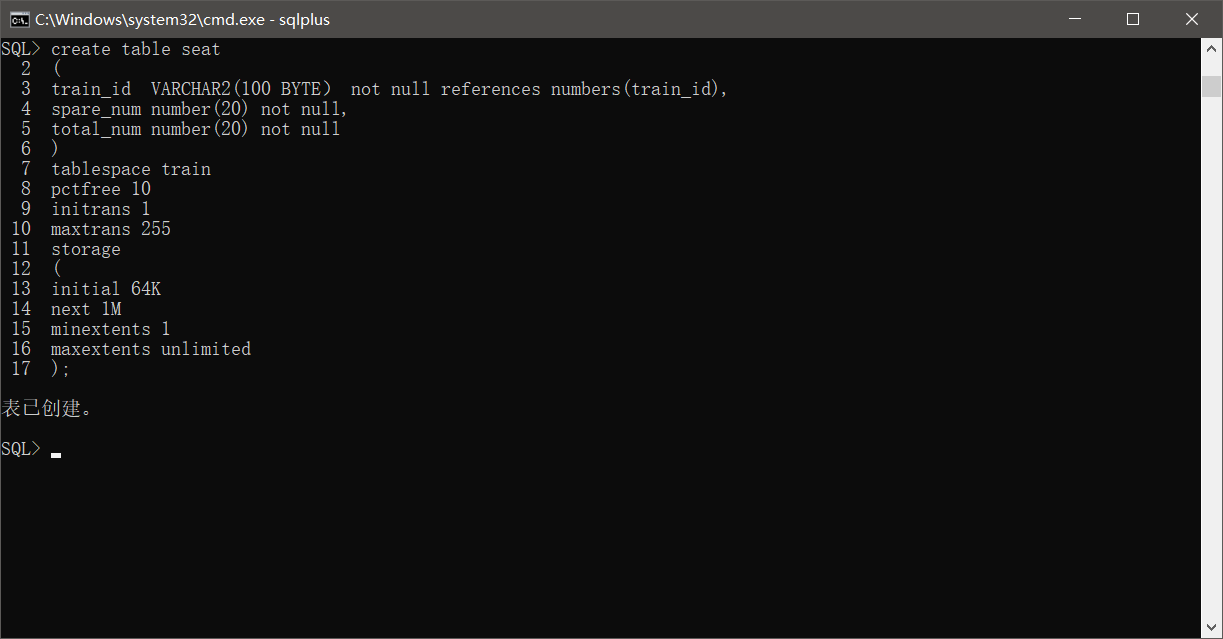 C:\Windows\system32\cmd.exe - sqlplus
SQL> create table seat
2 (
3 train_id  VARCHAR2(100 BYTE） not null references numbers(train_id),
4 spare_num number(20) not null,
5 total_num number(20) not null
6 )
7 tablespace train
8 pctfree 10
9 initrans 1
10 maxtrans 255
11 storage
12 (
13 initial 64K
14 next 1M
15 minextents 1
16 maxextents unlimited
17 );
表已创建。
SQL>